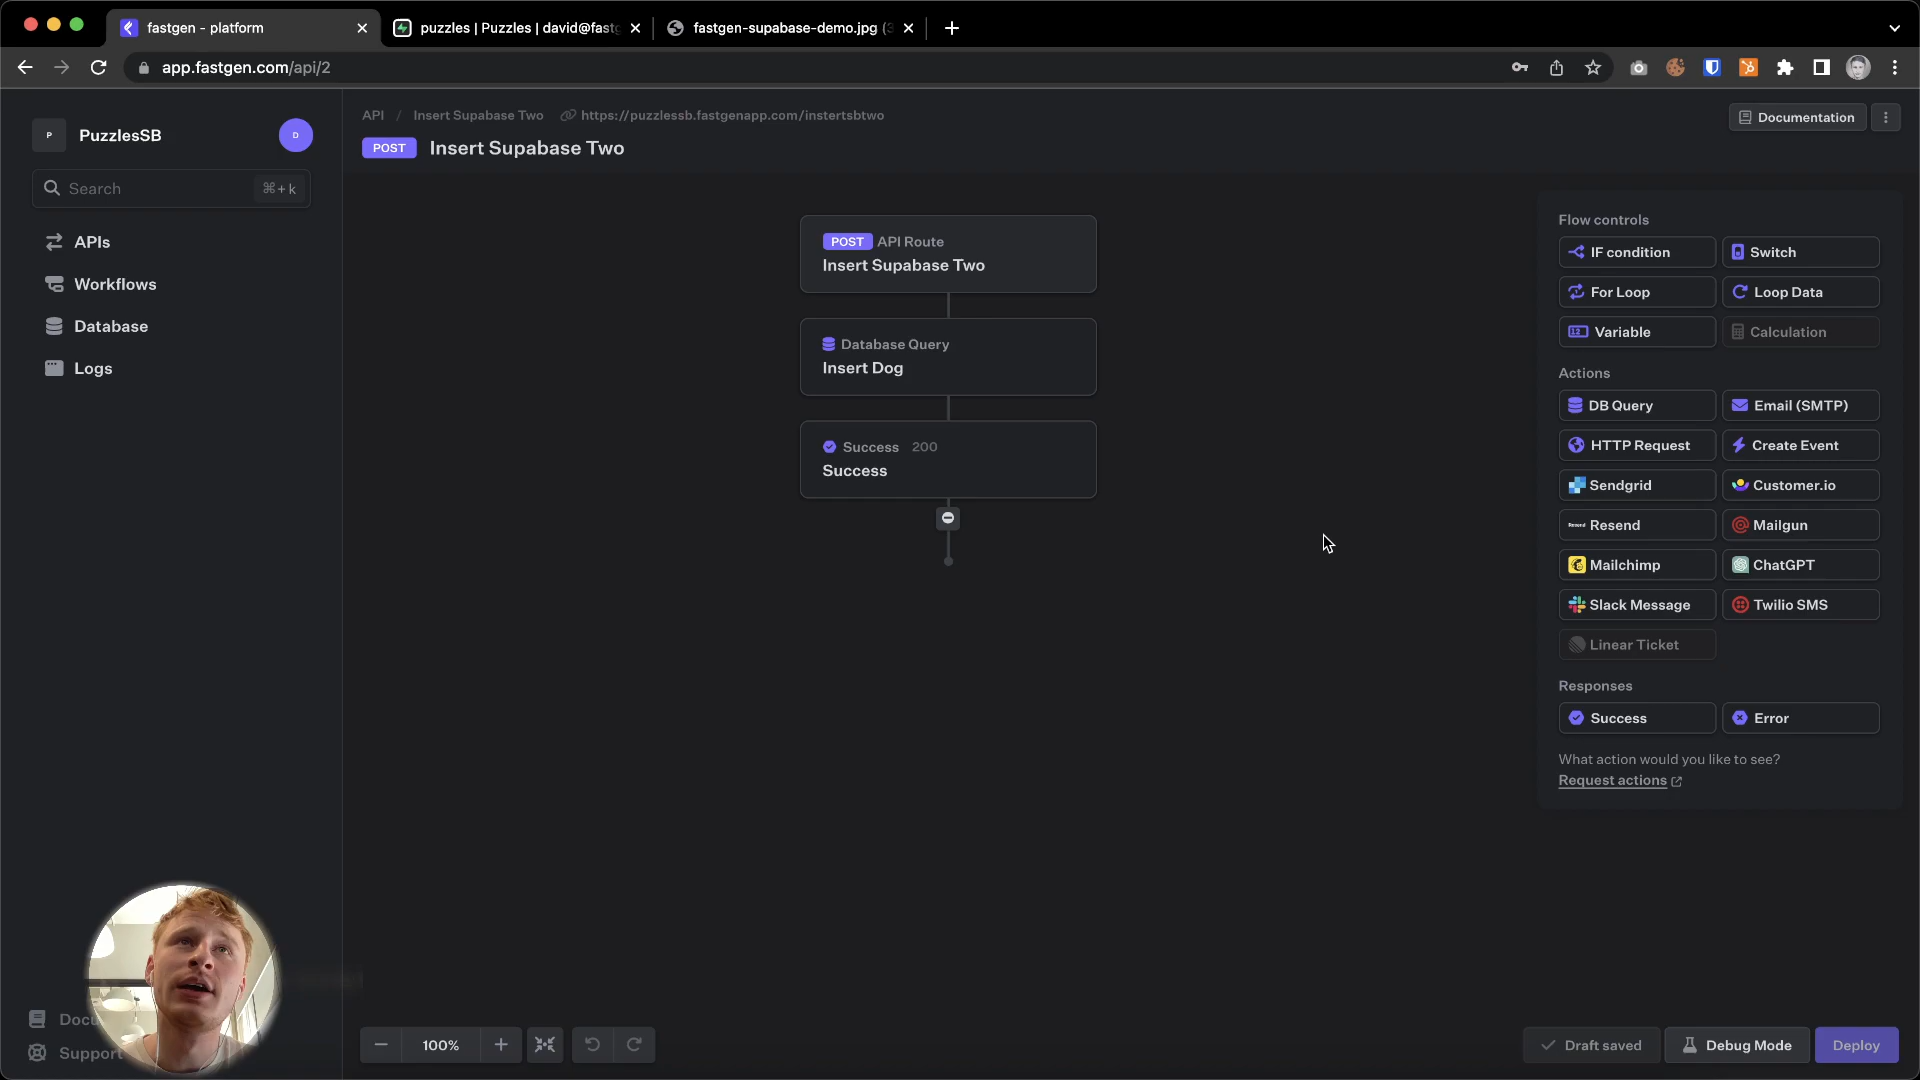 fastgen - platform
puzzles | Puzzles | david@fast
fastgen-supabase-demo.jpg (3
app.fastgen.com/api/2
P
PuzzlesSB
D
Search
⌘+k
APIs
Workflows
Database
Logs
Docu
Support
API / Insert Supabase Two https://puzzlessb.fastgenapp.com/instertsbtwo
POST Insert Supabase Two
Documentation
POST API Route
Insert Supabase Two
Database Query
Insert Dog
Success 200
Success
Flow controls
IF condition
Switch
For Loop
Loop Data
Variable
Calculation
Actions
DB Query
Email (SMTP)
HTTP Request
Create Event
Sendgrid
Customer.io
Resend
Mailgun
Mailchimp
ChatGPT
Slack Message
Twilio SMS
Linear Ticket
Responses
Success
Error
What action would you like to see?
Request actions
100%
Draft saved
Debug Mode
Deploy